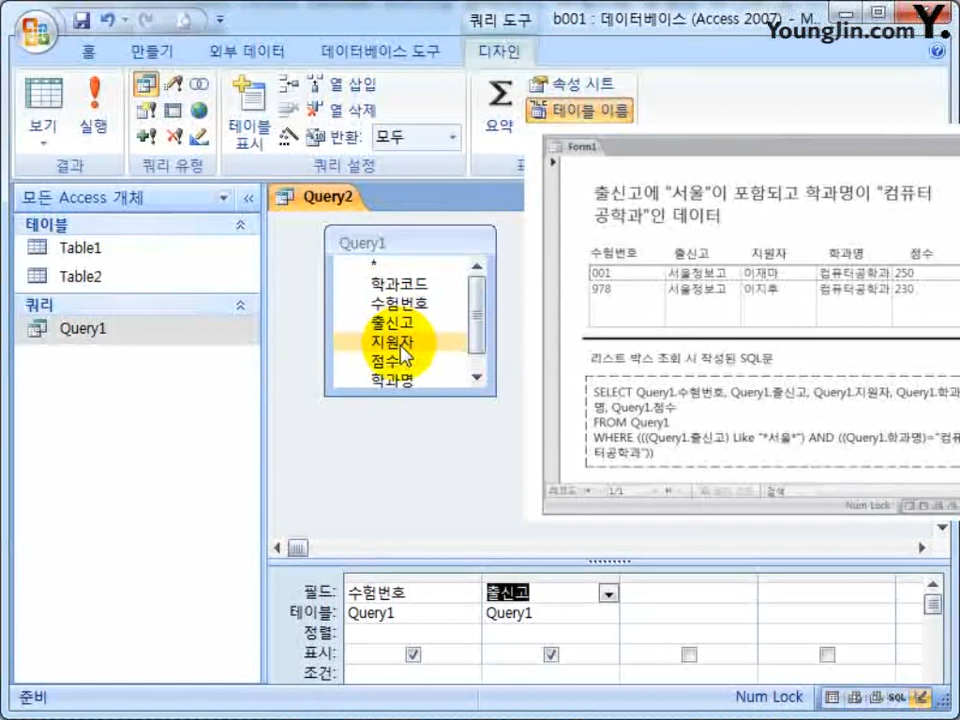 쿼리 도구
b001 : 데이터베이스 (Access 2007) - M..
YoungJin.com Y.
홈
만들기
외부 데이터
데이터베이스 도구
디자인
보기
실행
테이블
표시
열 삽입
열 삭제
반환:
모두
요약
속성 시트
테이블 이름
결과
쿼리 유형
쿼리 설정
모든 Access 개체
테이블
Table1
Table2
쿼리
Query1
Query2
Query1
*
학과코드
수험번호
출신고
지원자
점수
학과명
Form1
출신고에 "서울"이 포함되고 학과명이 "컴퓨터
공학과"인 데이터
수험번호 출신고 지원자 학과명 점수
001 서울정보고 이재마 컴퓨터공학과 250
978 서울정보고 이지후 컴퓨터공학과 230
리스트 박스 조회 시 작성된 SQL문
SELECT Query1.수험번호, Query1.출신고, Query1.지원자, Query1.학과
명, Query1.점수
FROM Query1
WHERE (((Query1.출신고) Like "*서울*") AND ((Query1.학과명)="컴퓨
터공학과"))
레코드: 1/1 검색
Num Lock
필드: 수험번호 출신고
테이블: Query1 Query1
정렬:
표시:
조건:
준비
Num Lock
SQL